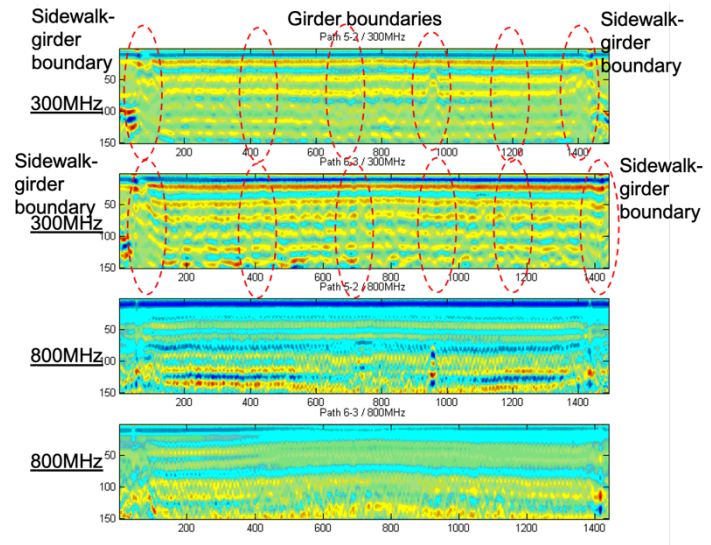 Sidewalk-
girder
boundary
Girder boundaries
Sidewalk-
girder
boundary
Path 5-2 / 300MHz
300MHz
50
100
150
200 400 600 800 1000 1200 1400
Sidewalk-
girder
boundary
Sidewalk-
girder
boundary
Path 6-3 / 300MHz
300MHz
50
100
150
200 400 600 800 1000 1200 1400
Path 5-2 / 800MHz
800MHz
50
100
150
200 400 600 800 1000 1200 1400
Path 6-3 / 800MHz
800MHz
50
100
150
200 400 600 800 1000 1200 1400